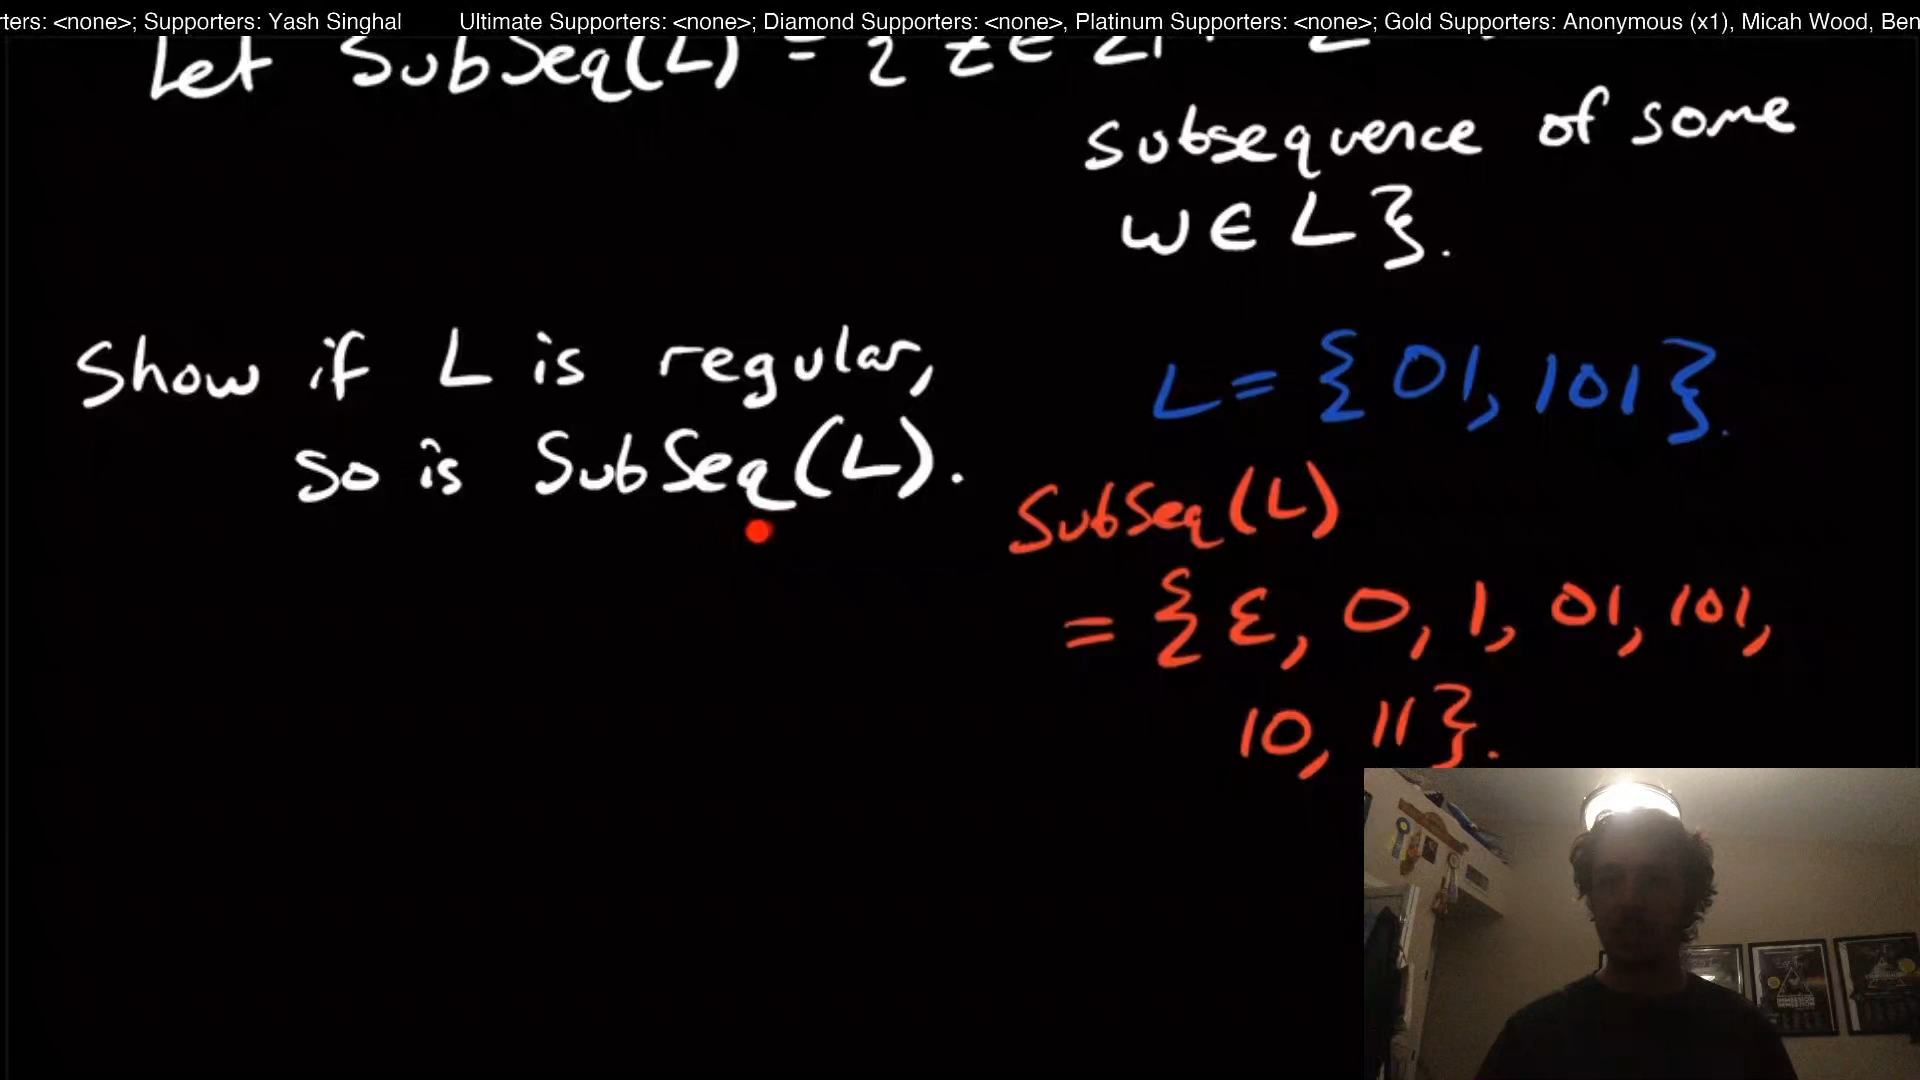 rters: <none>; Supporters: Yash Singhal Ultimate Supporters: <none>; Diamond Supporters: <none>, Platinum Supporters: <none>; Gold Supporters: Anonymous (x1), Micah Wood, Ben
Let SubSeq(L) = { z ∈ Σ
subsequence of some
w ∈ L }.
Show if L is regular,
so is SubSeq(L).
L = { 01, 101 }.
SubSeq(L)
= { ε, 0, 1, 01, 101,
10, 11 }.